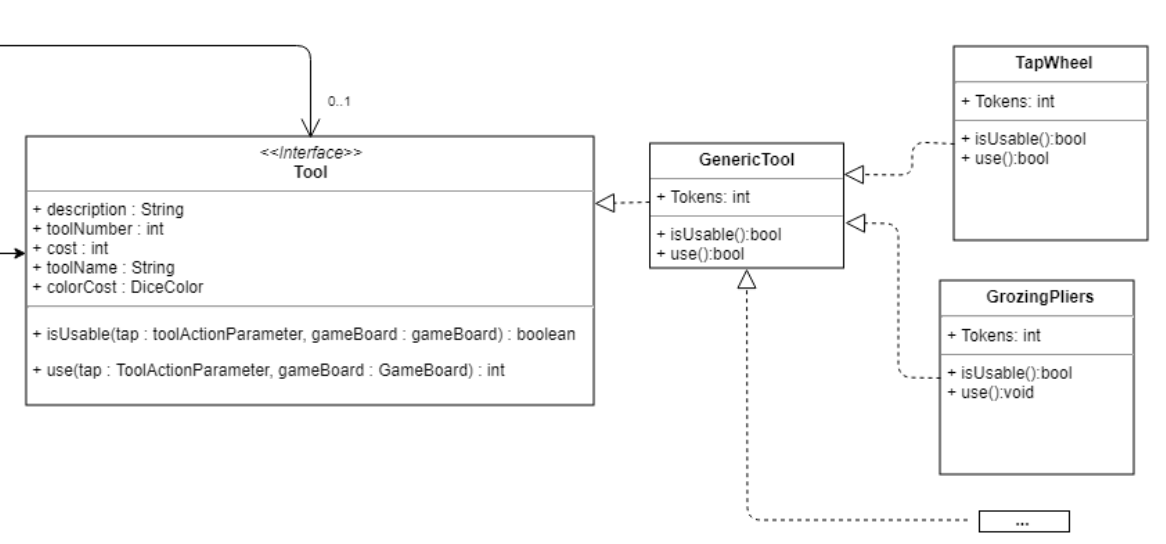 0..1
<<Interface>>
Tool
+ description : String
+ toolNumber : int
+ cost : int
+ toolName : String
+ colorCost : DiceColor
+ isUsable(tap : toolActionParameter, gameBoard : gameBoard) : boolean
+ use(tap : ToolActionParameter, gameBoard : GameBoard) : int
GenericTool
+ Tokens: int
+ isUsable():bool
+ use():bool
TapWheel
+ Tokens: int
+ isUsable():bool
+ use():bool
GrozingPliers
+ Tokens: int
+ isUsable():bool
+ use():void
...